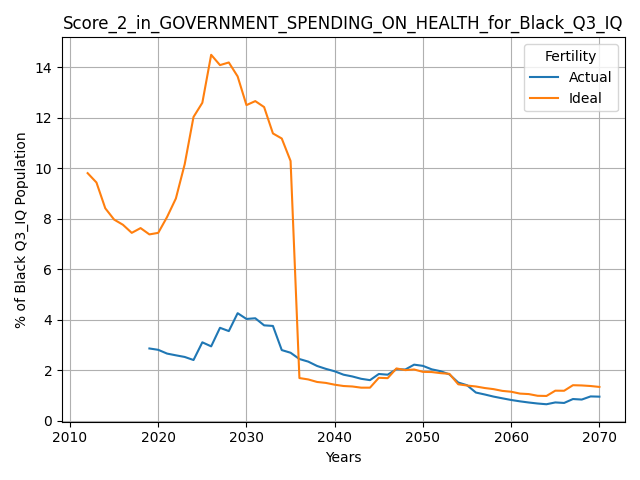 Score_2_in_GOVERNMENT_SPENDING_ON_HEALTH_for_Black_Q3_IQ
Fertility
Actual
Ideal
% of Black Q3_IQ Population
14
12
10
8
6
4
2
0
2010 2020 2030 2040 2050 2060 2070
Years